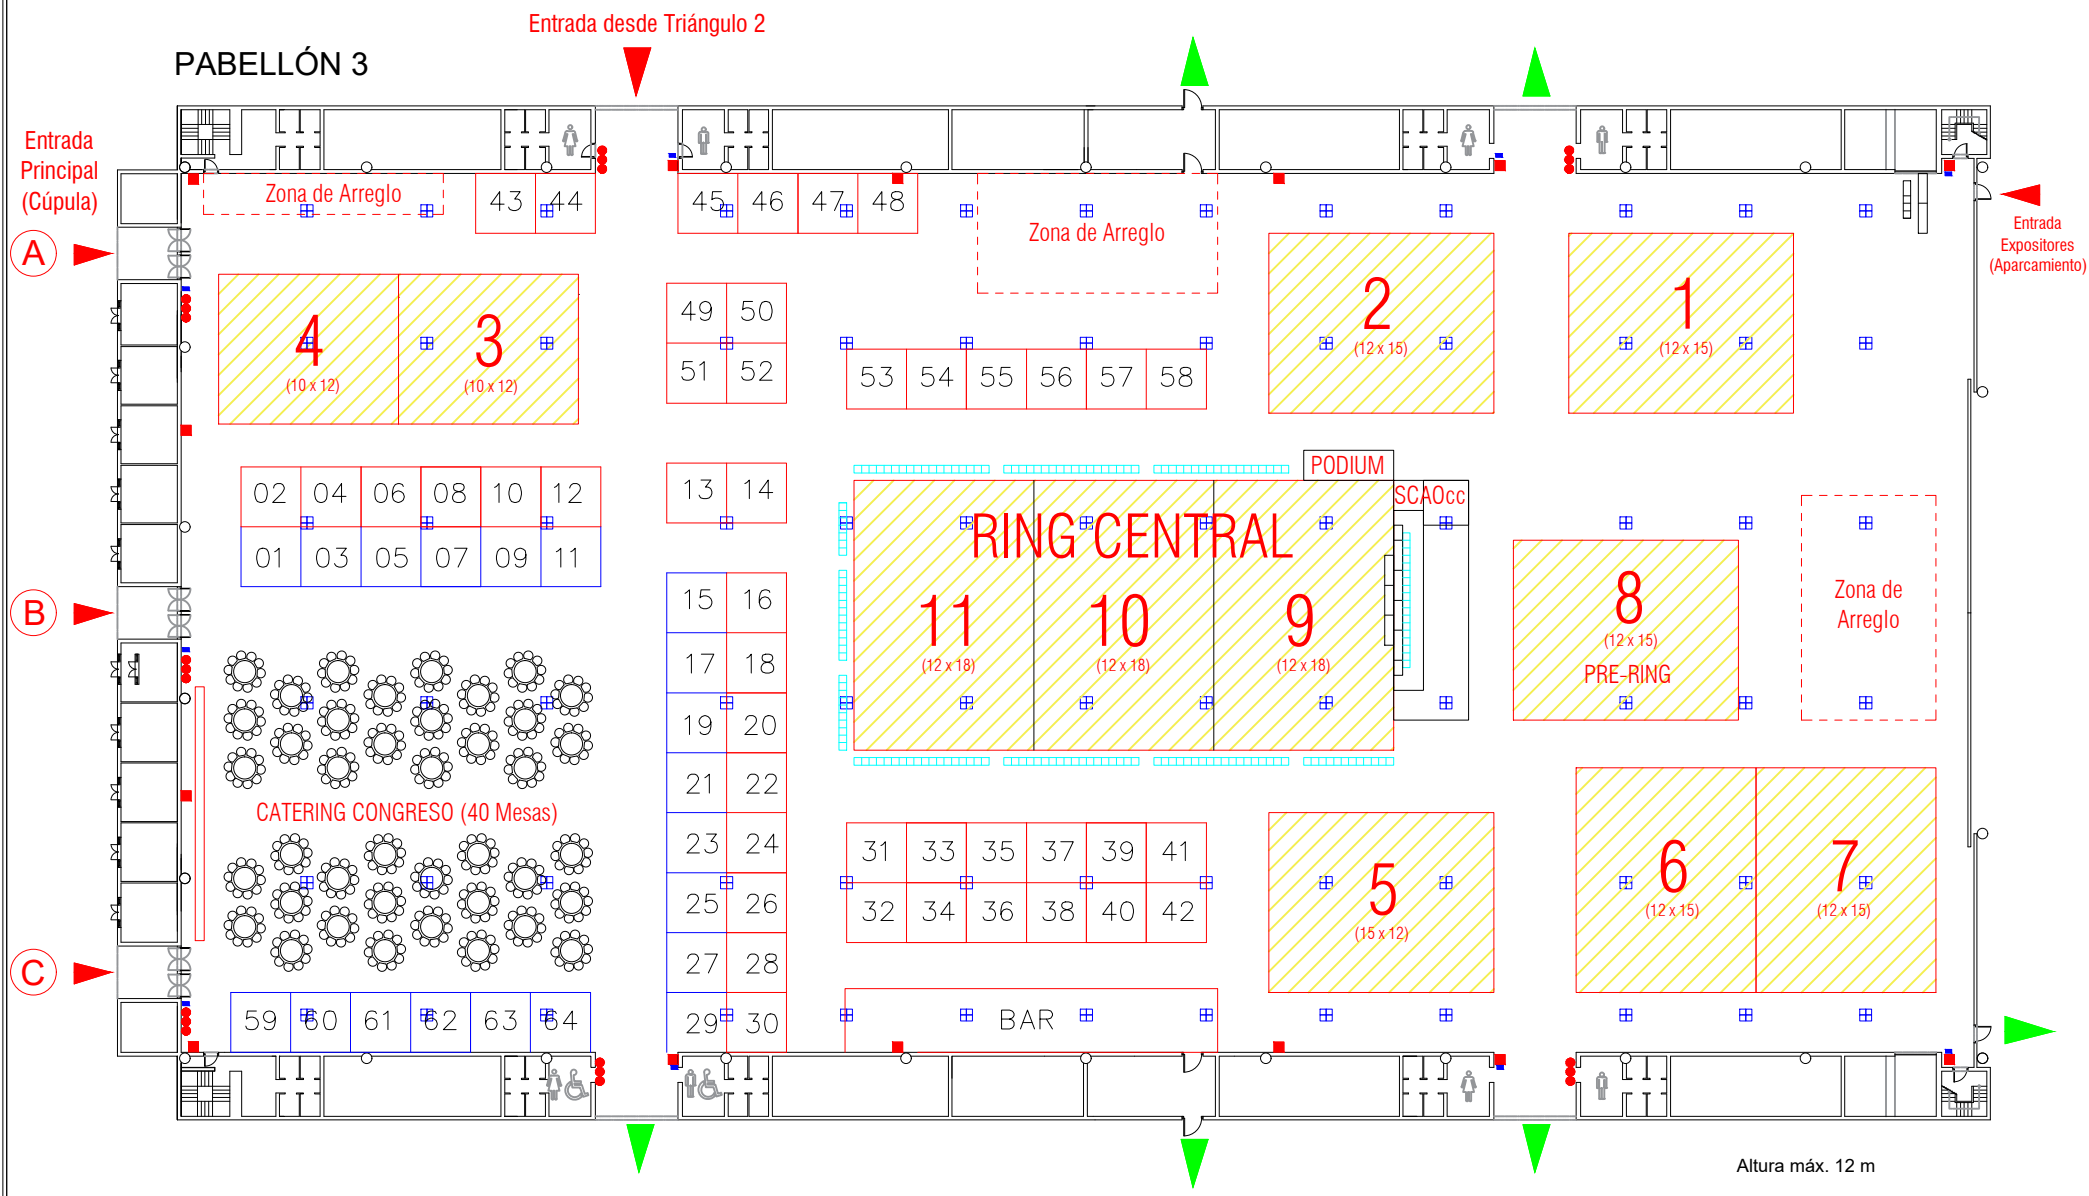 Entrada desde Triángulo 2
PABELLÓN 3
Entrada
Principal
(Cúpula)
Zona de Arreglo
43 44
45 46 47 48
Zona de Arreglo
Entrada
Expositores
(Aparcamiento)
A
4
(10 x 12)
3
(10 x 12)
49 50
51 52
53 54 55 56 57 58
2
(12 x 15)
1
(12 x 15)
02 04 06 08 10 12
01 03 05 07 09 11
13 14
PODIUM
SCAOcc
RING CENTRAL
11
(12 x 18)
10
(12 x 18)
9
(12 x 18)
8
(12 x 15)
PRE-RING
Zona de
Arreglo
B
15 16
17 18
19 20
21 22
23 24
25 26
27 28
29 30
CATERING CONGRESO (40 Mesas)
31 33 35 37 39 41
32 34 36 38 40 42
5
(15 x 12)
6
(12 x 15)
7
(12 x 15)
C
59 60 61 62 63 64
BAR
Altura máx. 12 m